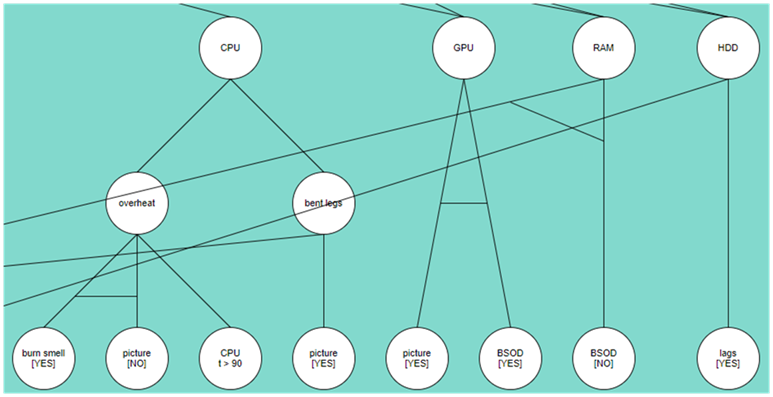 CPU
GPU
RAM
HDD
overheat
bent legs
burn smell
[YES]
picture
[NO]
CPU
t > 90
picture
[YES]
picture
[YES]
BSOD
[YES]
BSOD
[NO]
lags
[YES]